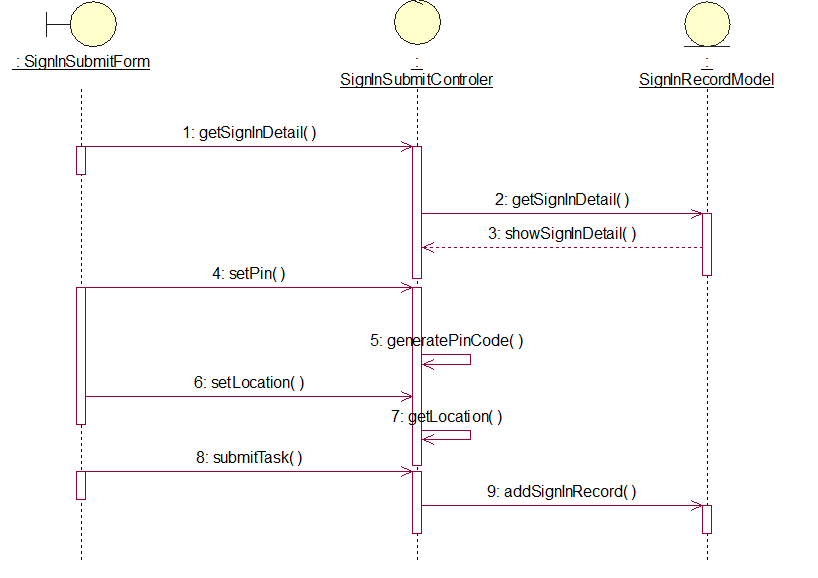 : SignInSubmitForm
:
SignInSubmitControler
:
SignInRecordModel
1: getSignInDetail( )
2: getSignInDetail( )
3: showSignInDetail( )
4: setPin( )
5: generatePinCode( )
6: setLocation( )
7: getLocation( )
8: submitTask( )
9: addSignInRecord( )